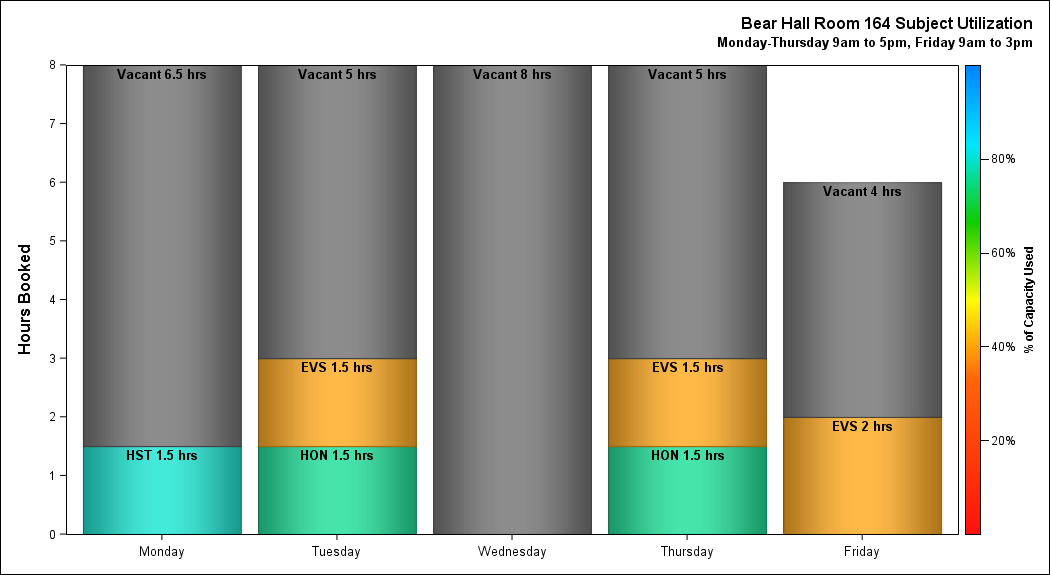 Bear Hall Room 164 Subject Utilization
Monday-Thursday 9am to 5pm, Friday 9am to 3pm
Hours Booked
8
7
6
5
4
3
2
1
0
Vacant 6.5 hrs
HST 1.5 hrs
Vacant 5 hrs
EVS 1.5 hrs
HON 1.5 hrs
Vacant 8 hrs
Vacant 5 hrs
EVS 1.5 hrs
HON 1.5 hrs
Vacant 4 hrs
EVS 2 hrs
Monday
Tuesday
Wednesday
Thursday
Friday
80%
60%
40%
20%
% of Capacity Used